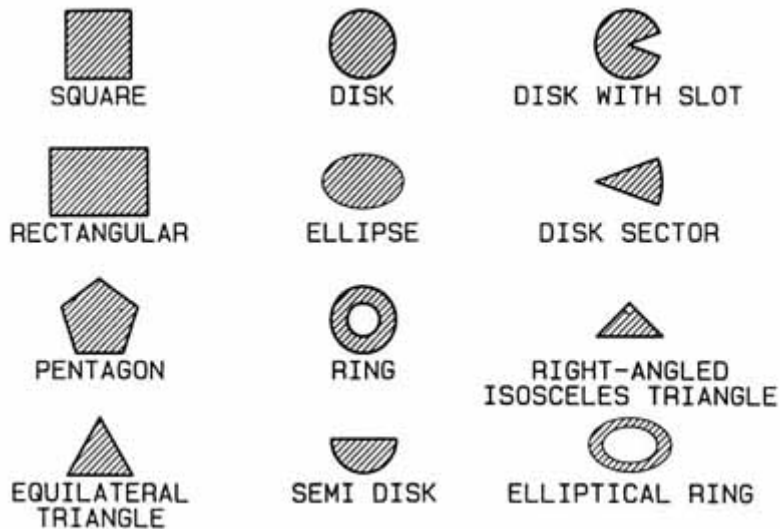 SQUARE
DISK
DISK WITH SLOT
RECTANGULAR
ELLIPSE
DISK SECTOR
PENTAGON
RING
RIGHT-ANGLED
ISOSCELES TRIANGLE
EQUILATERAL
TRIANGLE
SEMI DISK
ELLIPTICAL RING